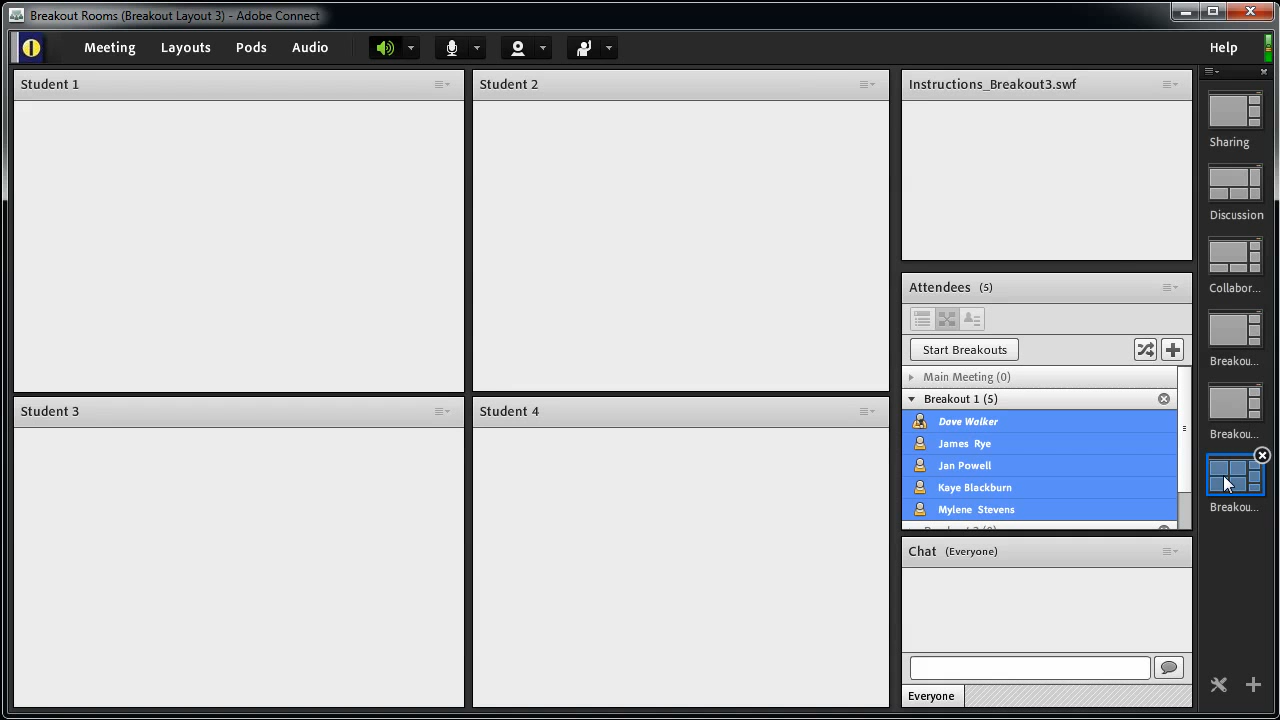 Breakout Rooms (Breakout Layout 3) - Adobe Connect
Meeting
Layouts
Pods
Audio
Help
Student 1
Student 2
Student 3
Student 4
Instructions_Breakout3.swf
Attendees (5)
Start Breakouts
Main Meeting (0)
Breakout 1 (5)
Dave Walker
James Rye
Jan Powell
Kaye Blackburn
Mylene Stevens
Chat (Everyone)
Everyone
Sharing
Discussion
Collabor...
Breakou...
Breakou...
Breakou...